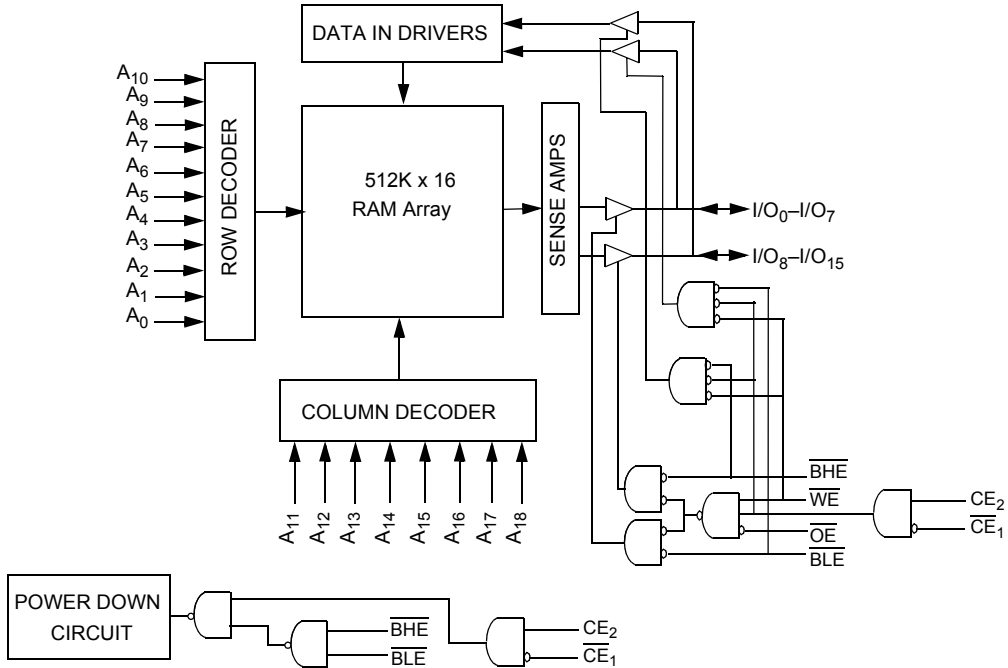 DATA IN DRIVERS
A10
A9
A8
A7
A6
A5
A4
A3
A2
A1
A0
ROW DECODER
512K x 16
RAM Array
SENSE AMPS
I/O0–I/O7
I/O8–I/O15
COLUMN DECODER
A11
A12
A13
A14
A15
A16
A17
A18
BHE
WE
OE
BLE
CE2
CE1
POWER DOWN
CIRCUIT
BHE
BLE
CE2
CE1